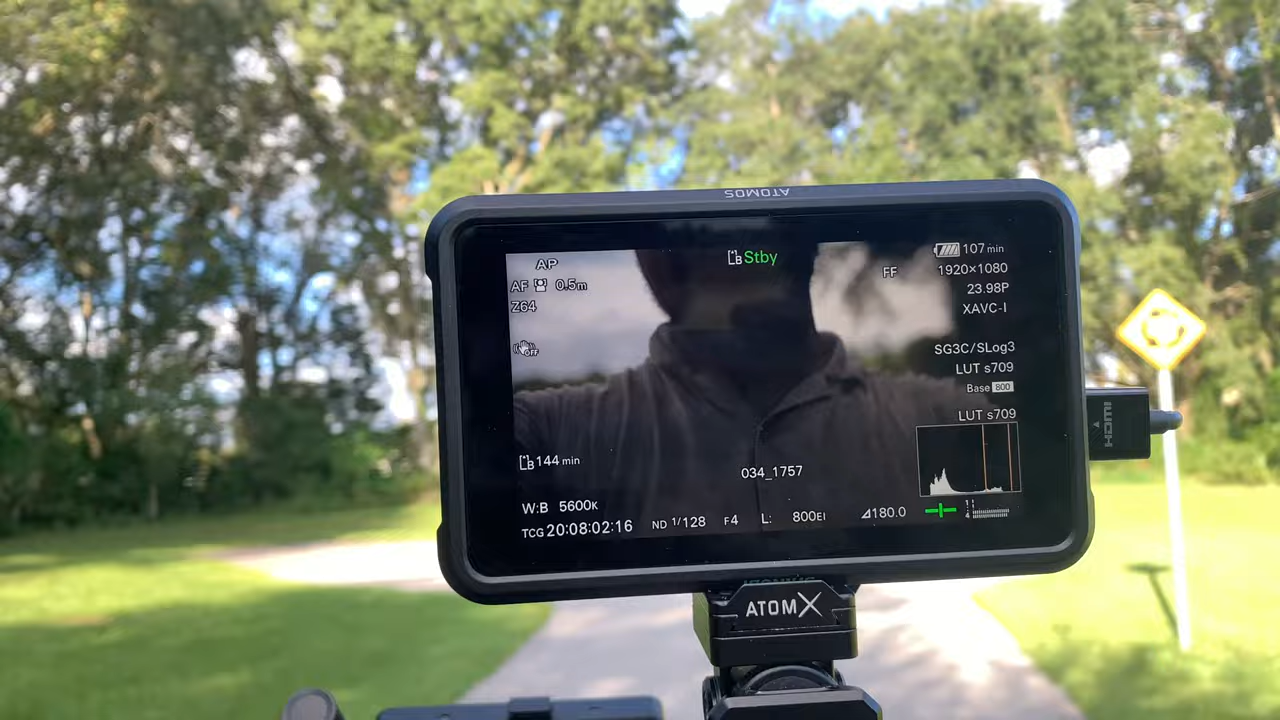 ATOMOS
AP
Stby
107 min
AF 0.5m
FF
1920×1080
Z64
23.98P
XAVC-I
OFF
SG3C/SLog3
LUT s709
Base 800
LUT s709
144 min
034_1757
W:B 5600K
TCG 20:08:02:16 ND 1/128 F4 L: 800EI ⊿180.0
HDMI
ATOMX